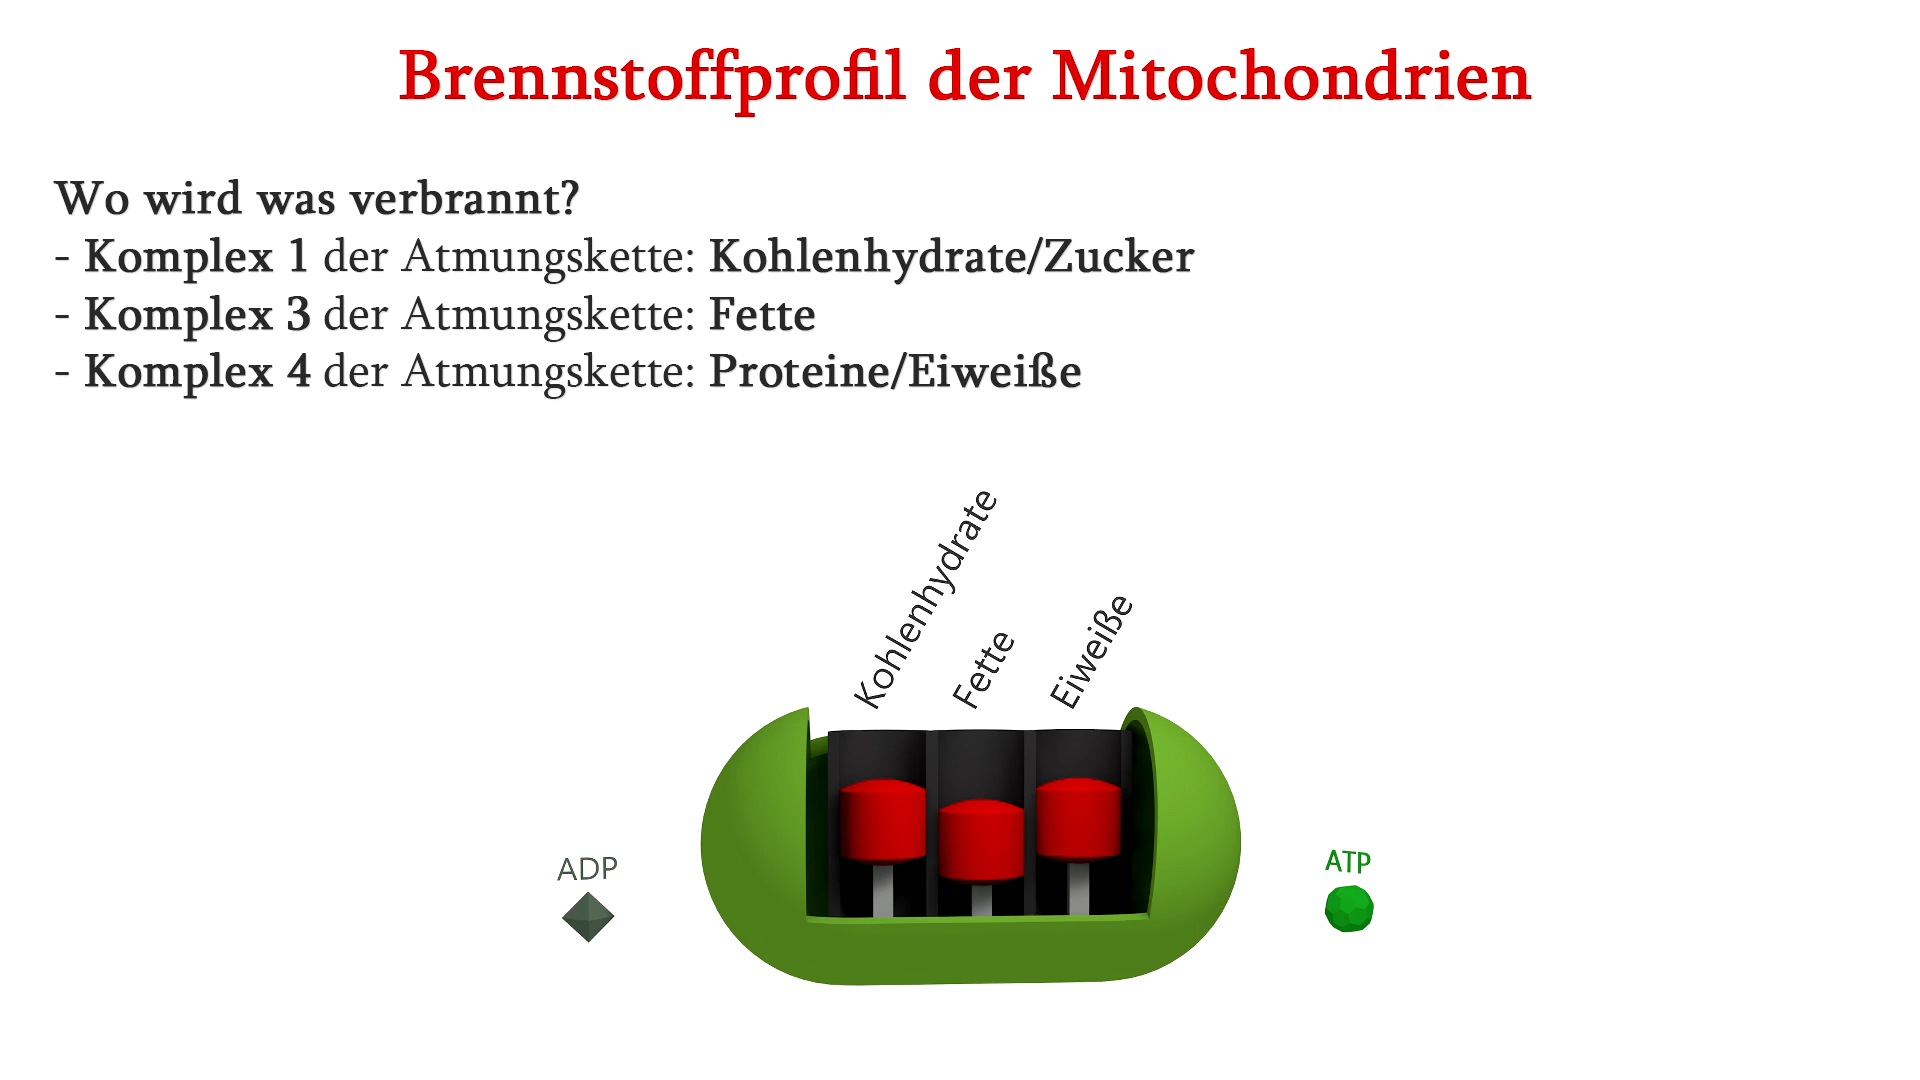 Brennstoffprofil der Mitochondrien
Wo wird was verbrannt?
- Komplex 1 der Atmungskette: Kohlenhydrate/Zucker
- Komplex 3 der Atmungskette: Fette
- Komplex 4 der Atmungskette: Proteine/Eiweiße
Kohlenhydrate
Fette
Eiweiße
ADP
ATP